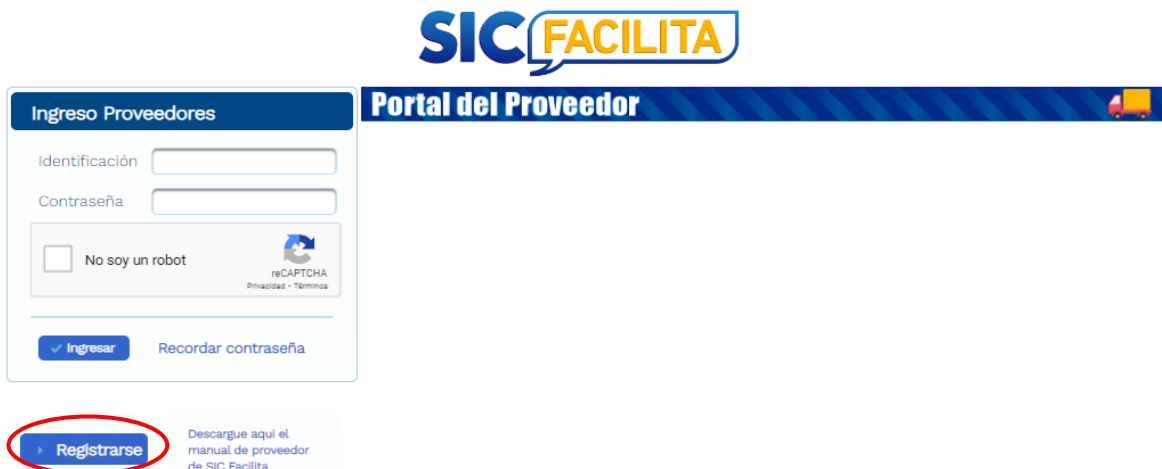 SIC FACILITA
Portal del Proveedor
Ingreso Proveedores
Identificación
Contraseña
No soy un robot
reCAPTCHA
Privacidad - Términos
Ingresar
Recordar contraseña
Registrarse
Descargue aqui el
manual de proveedor
de SIC Facilita